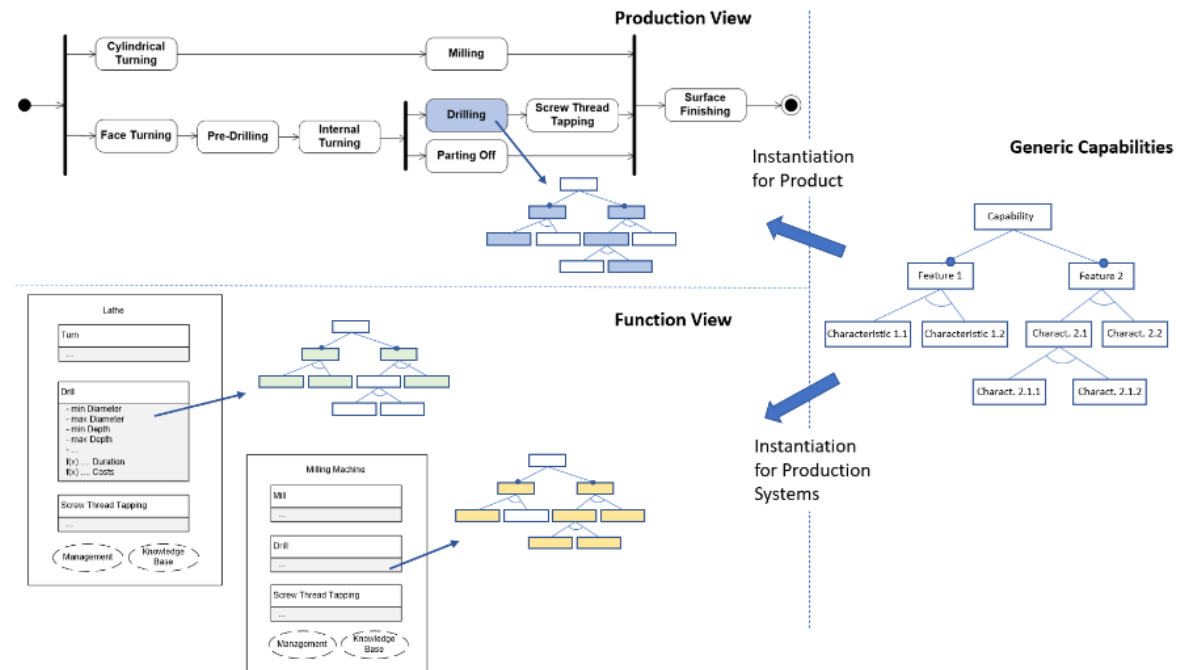 Production View
Cylindrical
Turning
Milling
Face Turning
Pre-Drilling
Internal
Turning
Drilling
Screw Thread
Tapping
Parting Off
Surface
Finishing
Instantiation
for Product
Generic Capabilities
Capability
Feature 1
Feature 2
Characteristic 1.1
Characteristic 1.2
Charact. 2.1
Charact. 2.2
Charact. 2.1.1
Charact. 2.1.2
Function View
Lathe
Turn
...
Drill
- min Diameter
- max Diameter
- min Depth
- max Depth
- ...
f(x) .... Duration
f(x) .... Costs
Screw Thread Tapping
...
Management
Knowledge
Base
Milling Machine
Mill
...
Drill
...
Screw Thread Tapping
...
Management
Knowledge
Base
Instantiation
for Production
Systems